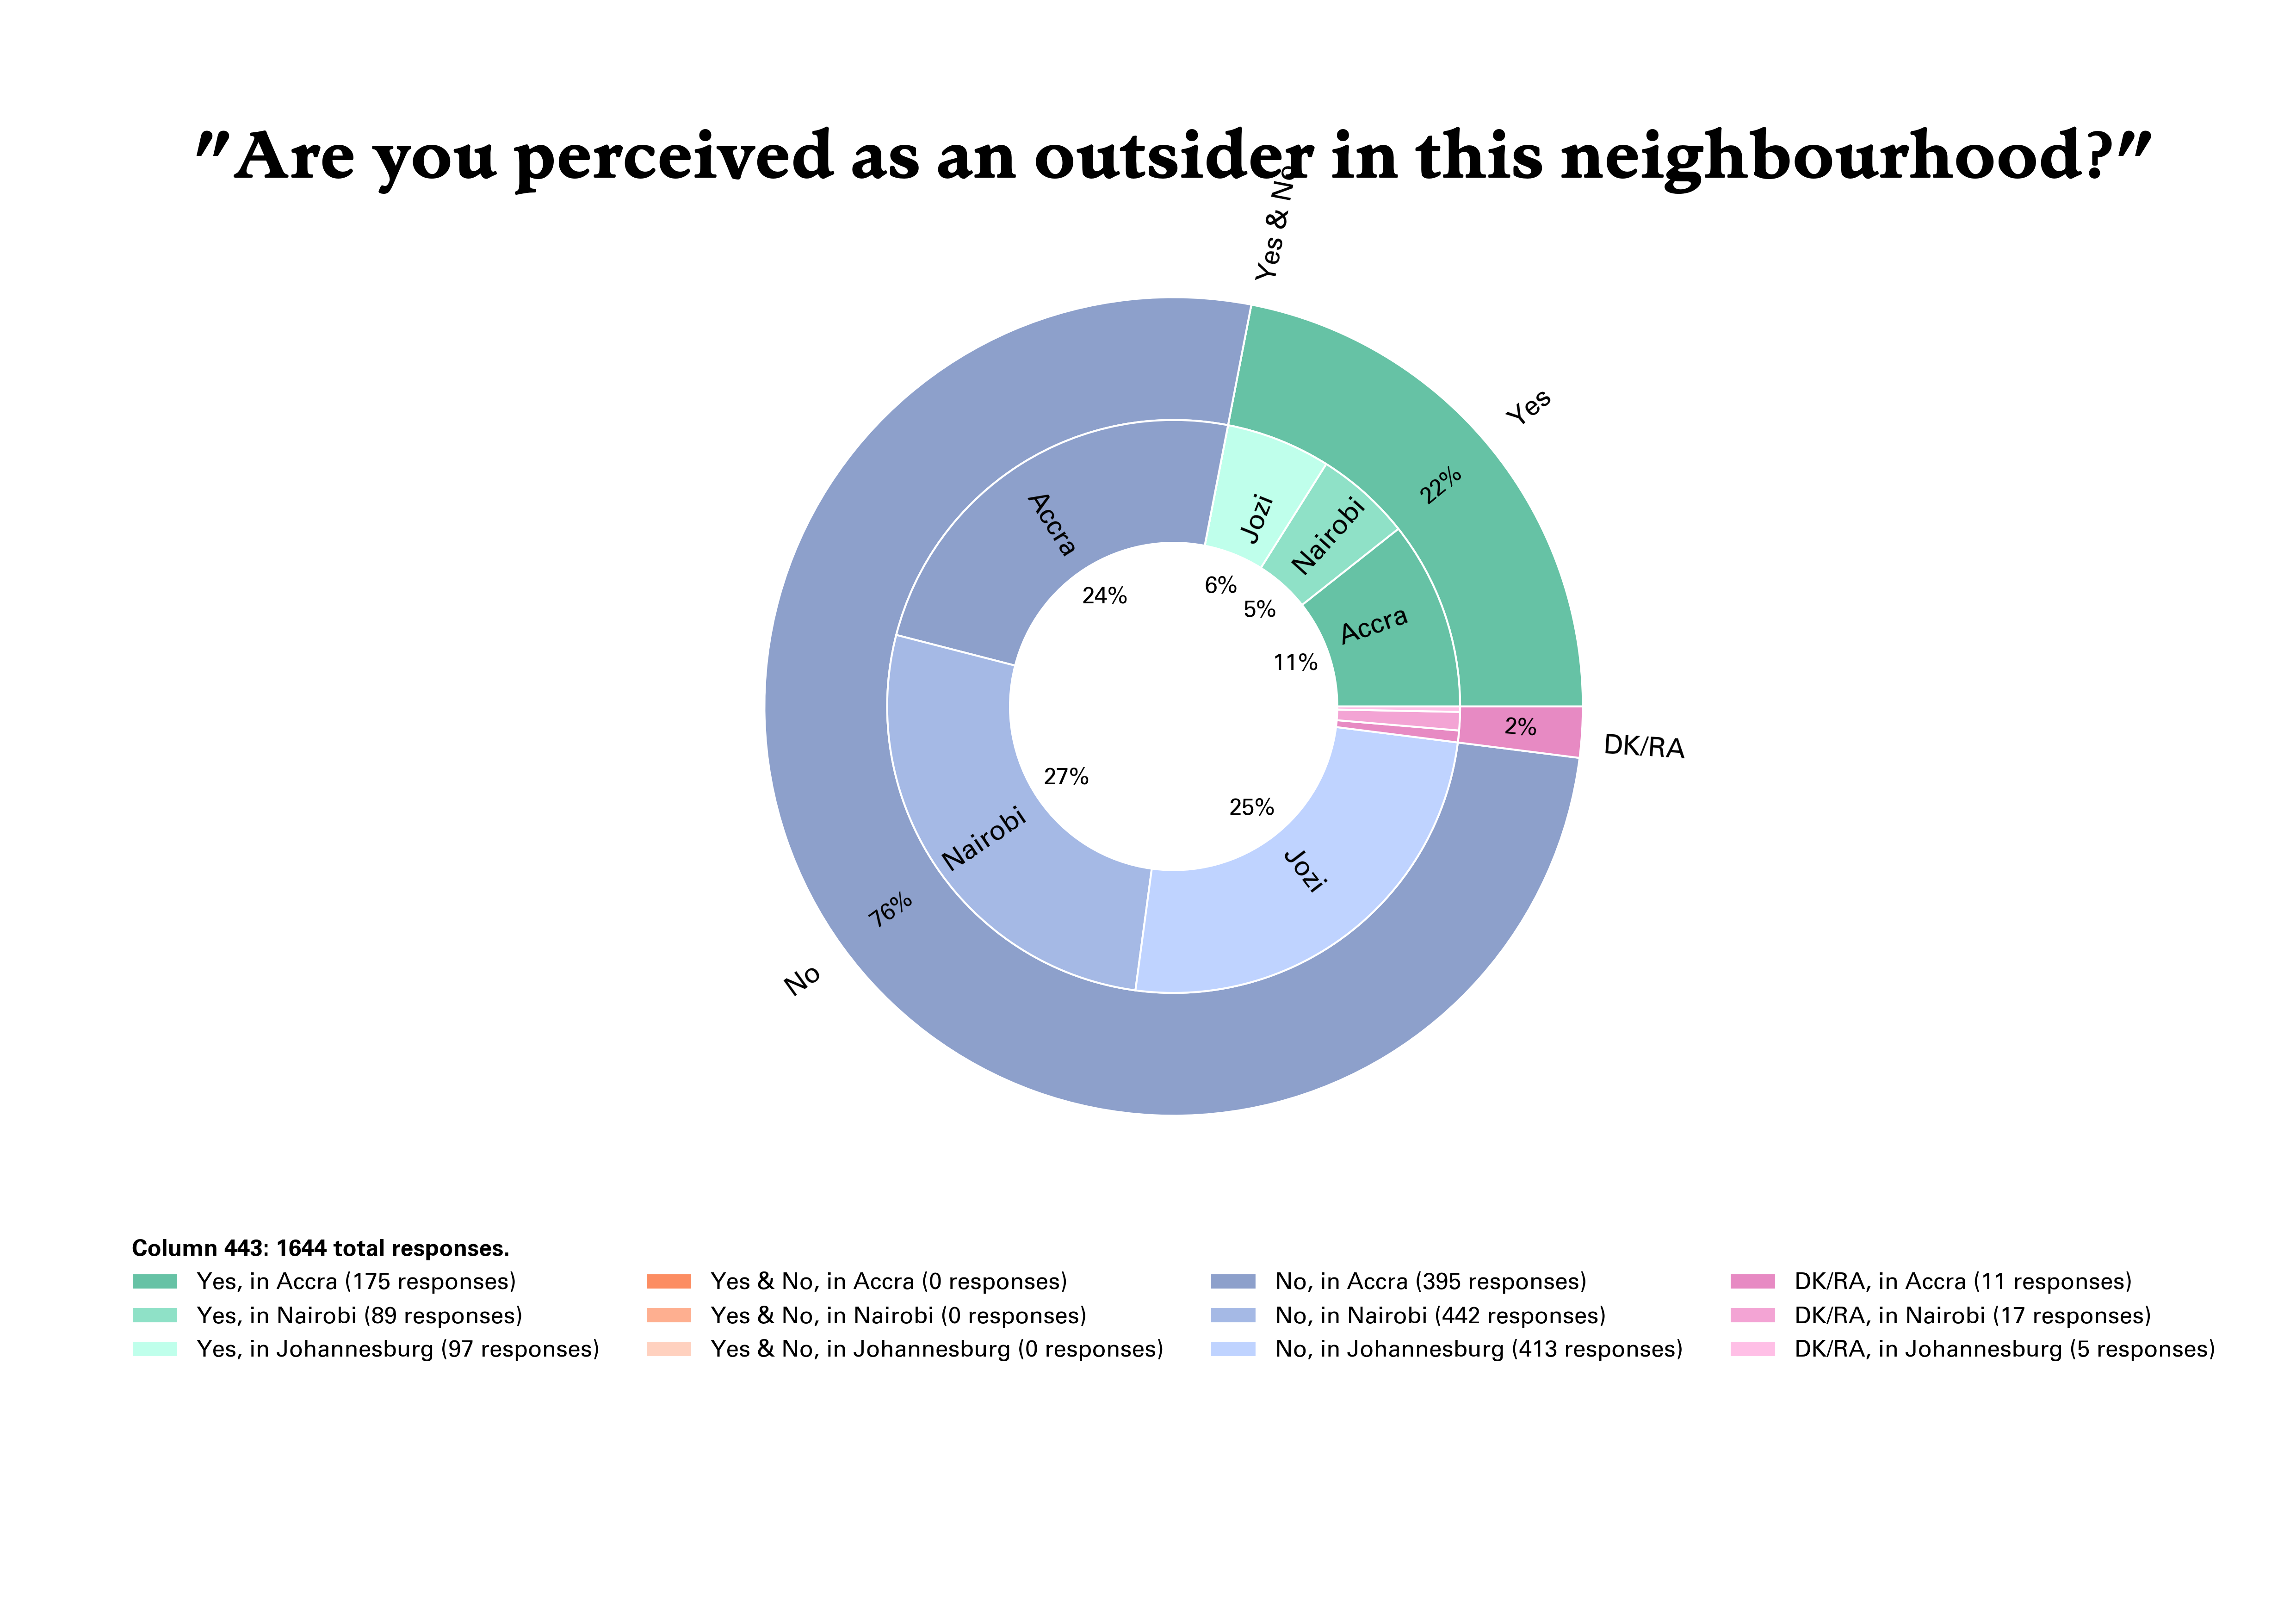 "Are you perceived as an outsider in this neighbourhood?"
Yes & No
Yes
22%
Jozi
Nairobi
Accra
Accra
6%
5%
24%
11%
2%
DK/RA
27%
25%
Nairobi
Jozi
76%
No
Column 443: 1644 total responses.
Yes, in Accra (175 responses)
Yes, in Nairobi (89 responses)
Yes, in Johannesburg (97 responses)
Yes & No, in Accra (0 responses)
Yes & No, in Nairobi (0 responses)
Yes & No, in Johannesburg (0 responses)
No, in Accra (395 responses)
No, in Nairobi (442 responses)
No, in Johannesburg (413 responses)
DK/RA, in Accra (11 responses)
DK/RA, in Nairobi (17 responses)
DK/RA, in Johannesburg (5 responses)